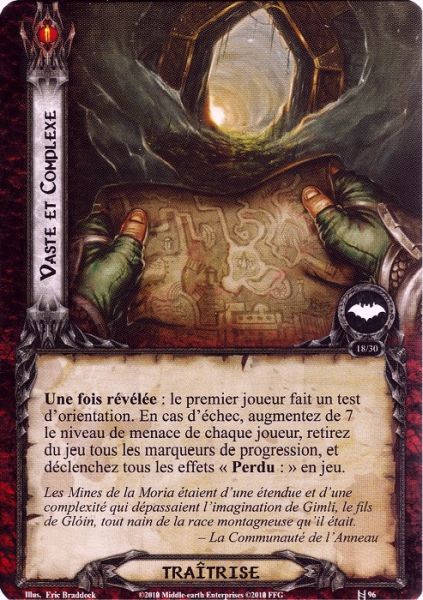 VASTE ET COMPLEXE
18/30
Une fois révélée : le premier joueur fait un test
d'orientation. En cas d'échec, augmentez de 7
le niveau de menace de chaque joueur, retirez
du jeu tous les marqueurs de progression, et
déclenchez tous les effets « Perdu : » en jeu.
Les Mines de la Moria étaient d'une étendue et d'une
complexité qui dépassaient l'imagination de Gimli, le fils
de Glóin, tout nain de la race montagneuse qu'il était.
– La Communauté de l'Anneau
TRAÎTRISE
Illus. Eric Braddock ©2010 Middle-earth Enterprises ©2010 FFG 96